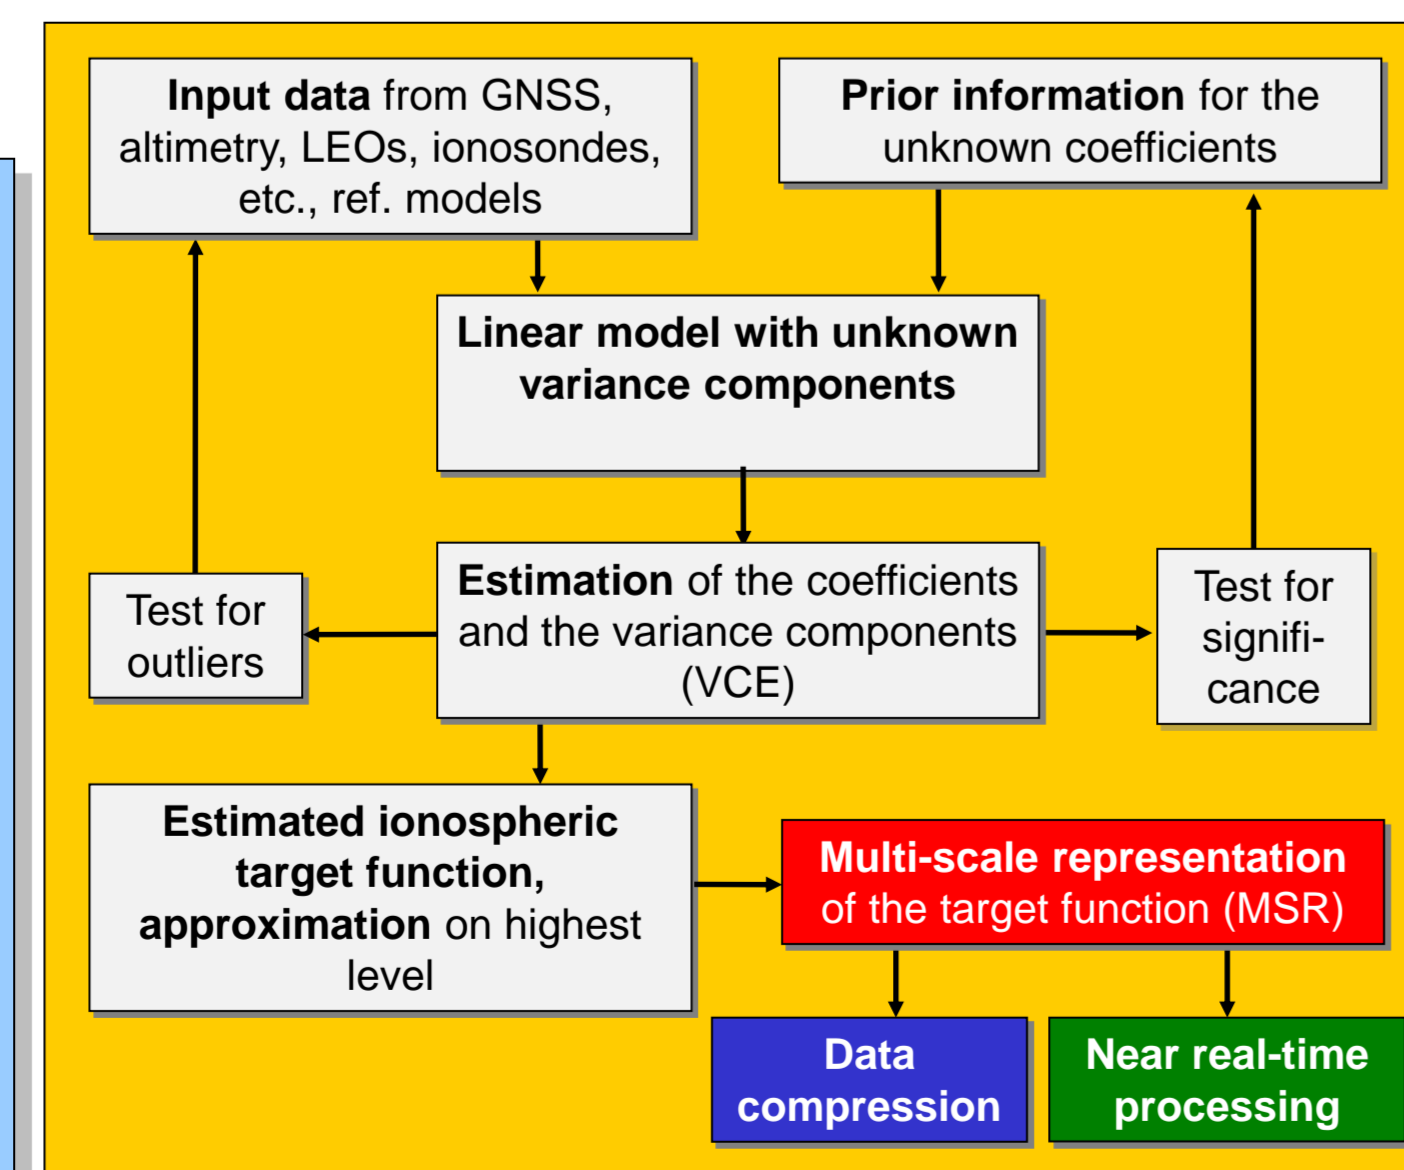 Input data from GNSS,
altimetry, LEOs, ionosondes,
etc., ref. models
Prior information for the
unknown coefficients
Linear model with unknown
variance components
Test for
outliers
Estimation of the coefficients
and the variance components
(VCE)
Test for
signifi-
cance
Estimated ionospheric
target function,
approximation on highest
level
Multi-scale representation
of the target function (MSR)
Data
compression
Near real-time
processing